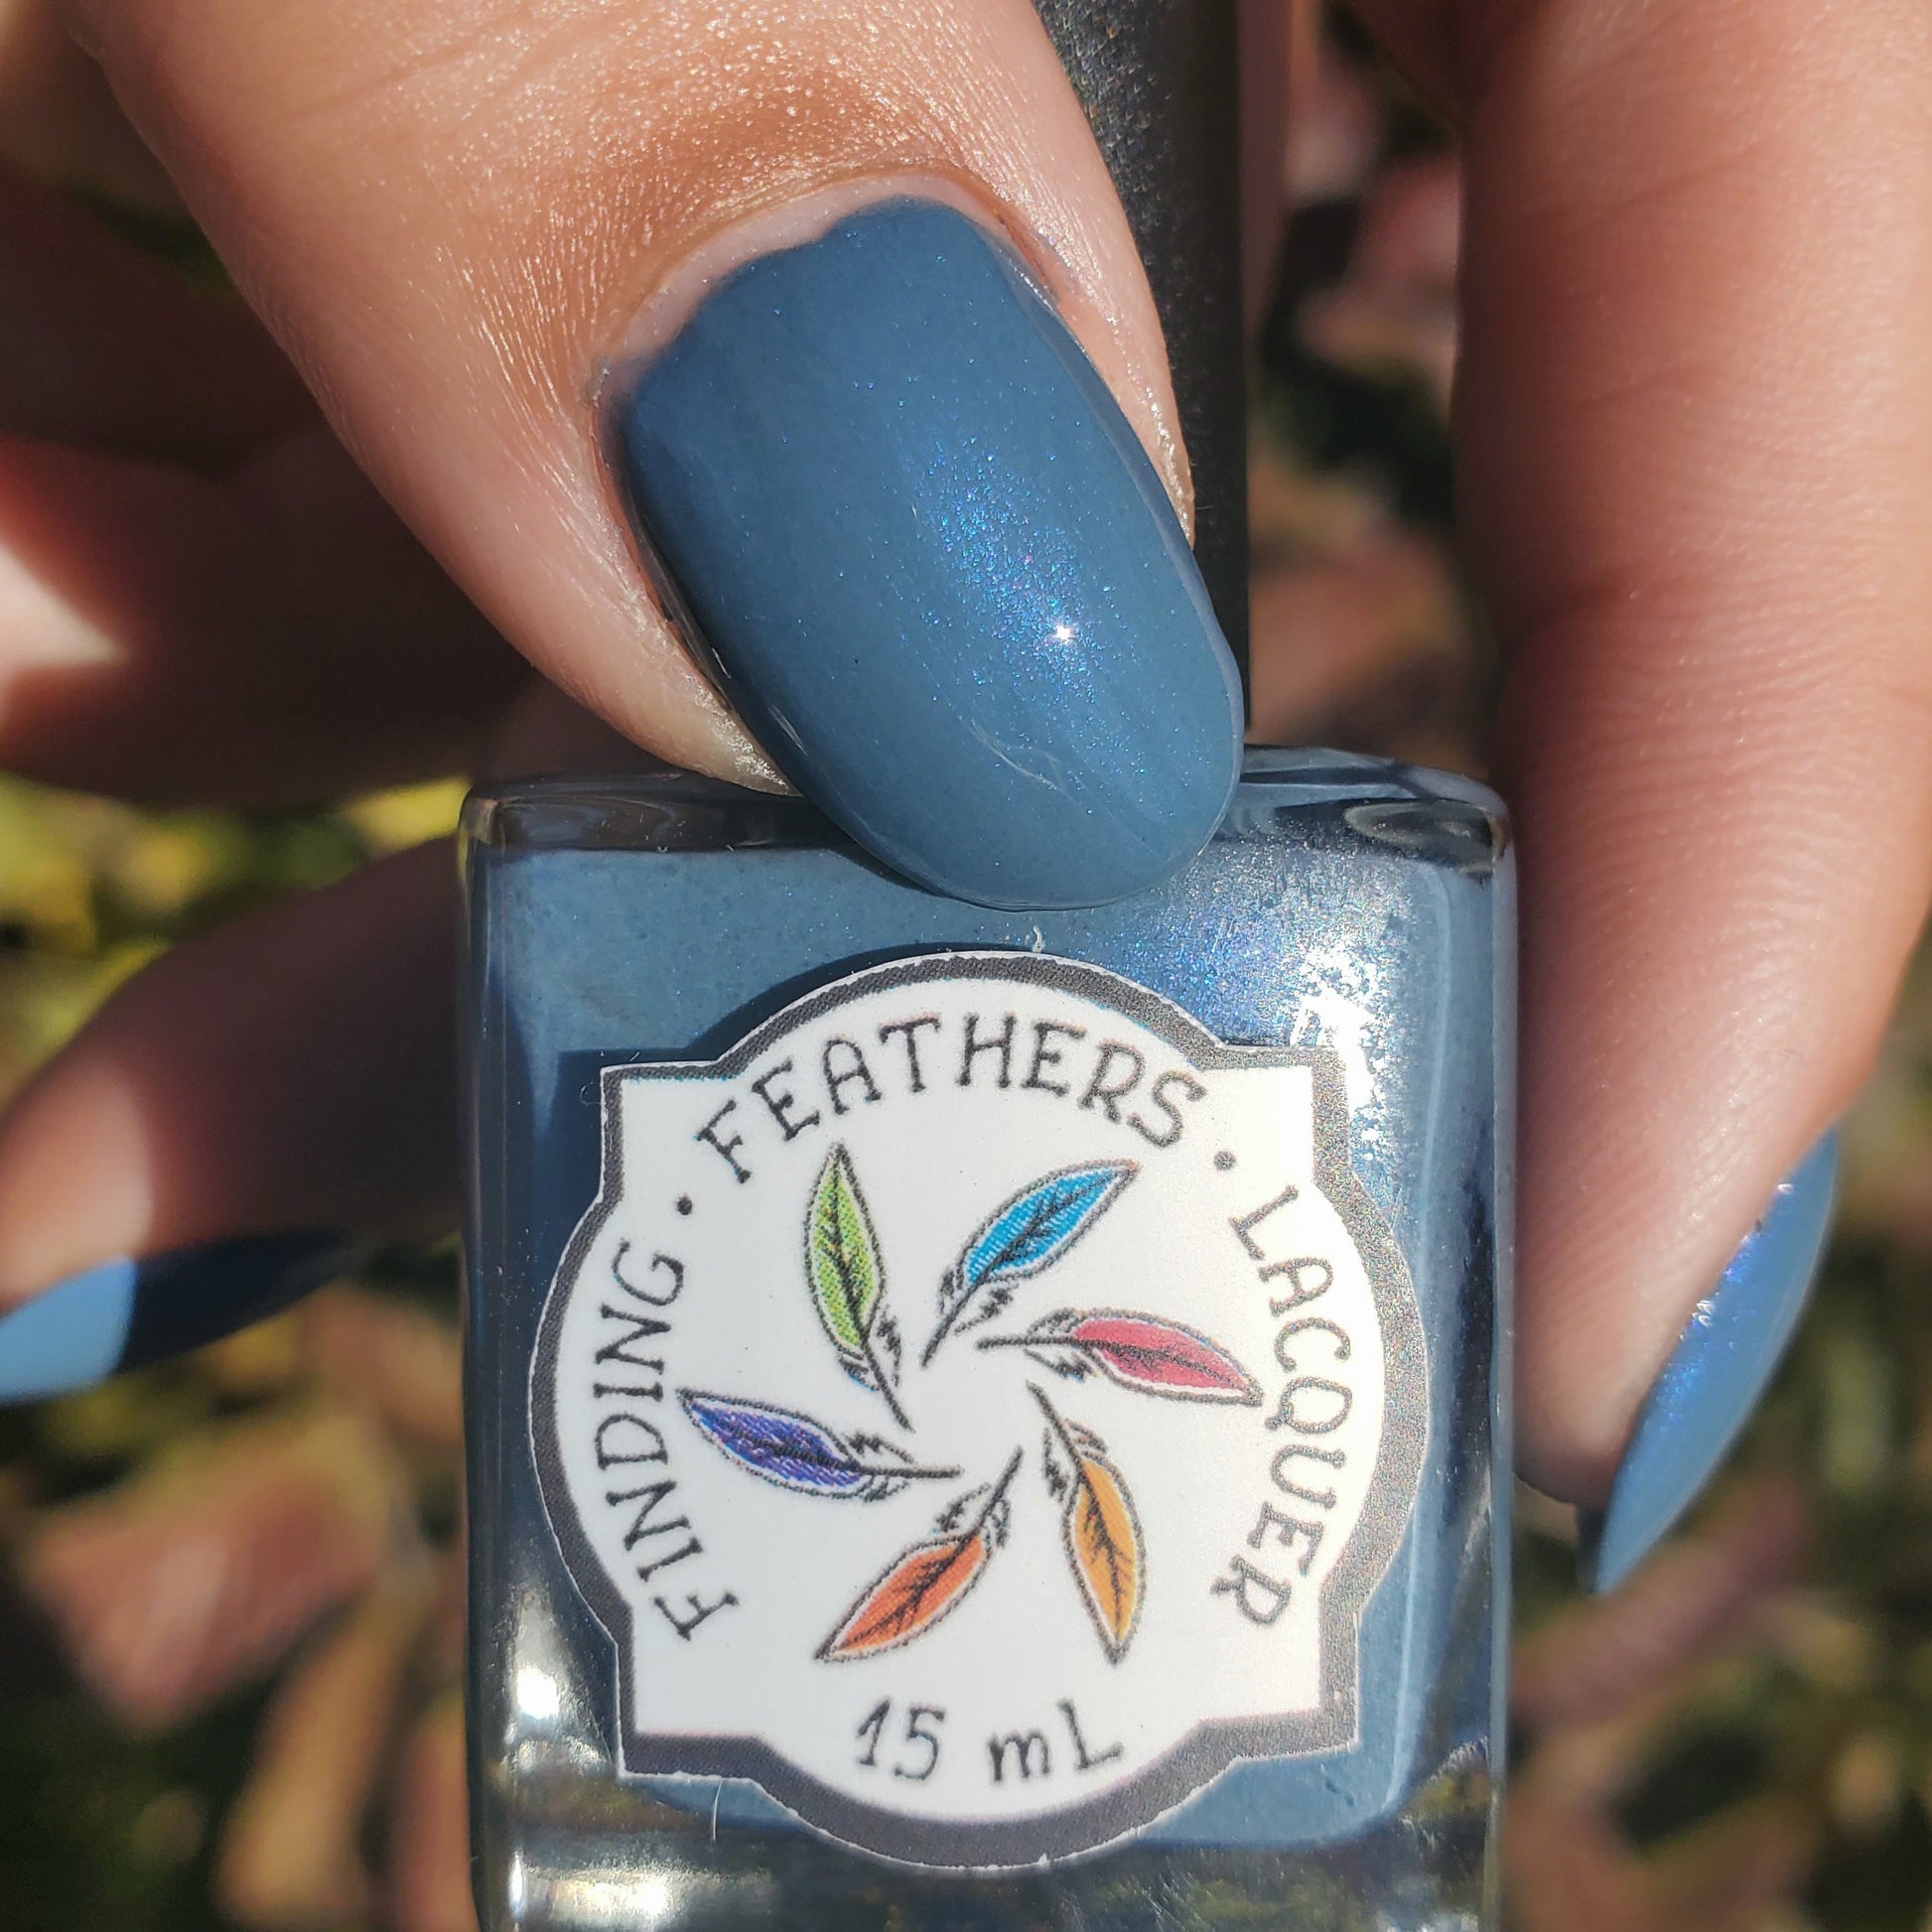 FINDING · FEATHERS · LACQUER
15 mL